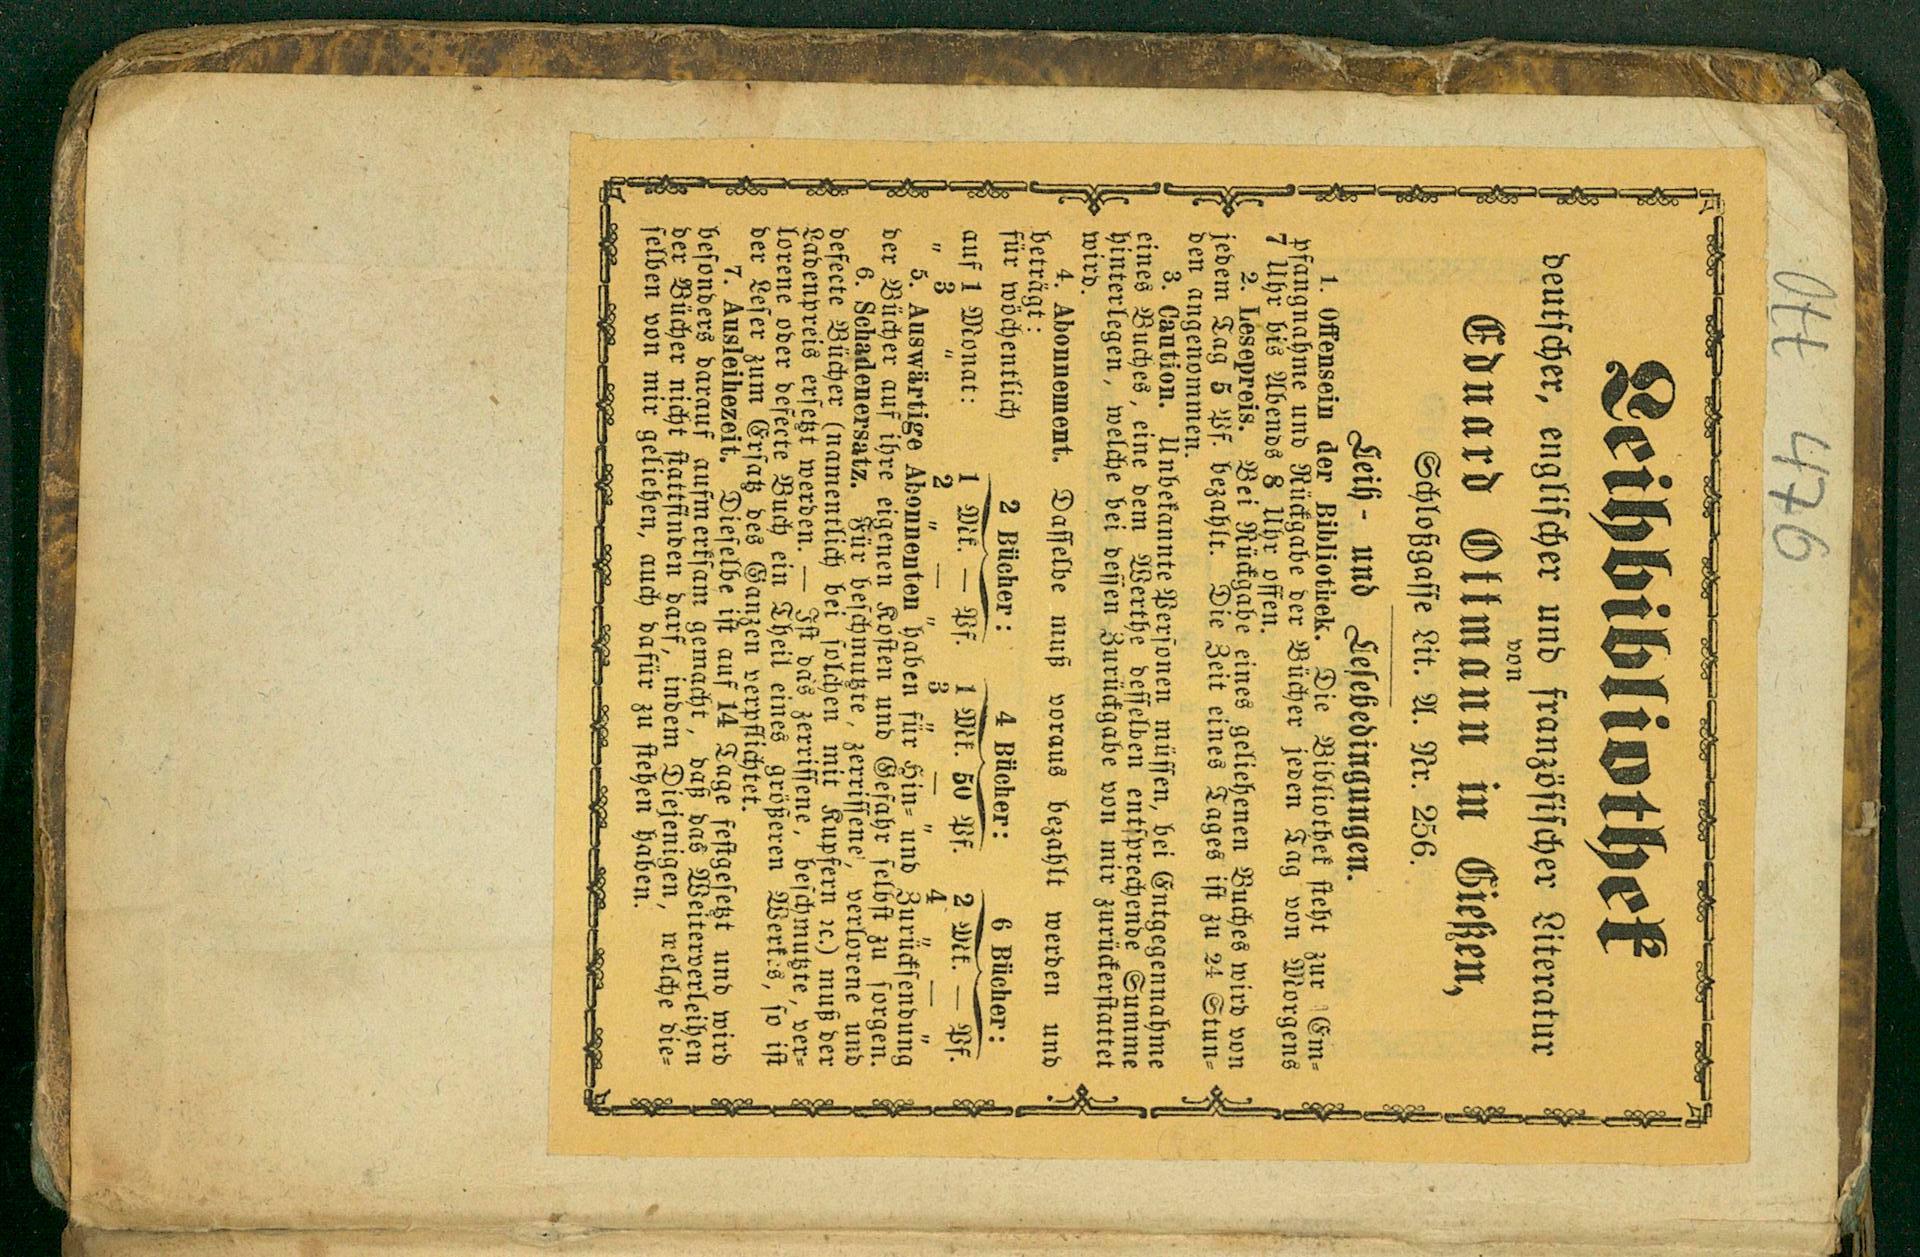 Ott 476
Leihbibliothek
deutscher, englischer und französischer Literatur
von
Eduard Ottmann in Gießen,
Schloßgasse Lit. A. Nr. 256.
Leih- und Lesebedingungen.
1. Offensein der Bibliothek. Die Bibliothek steht zur Em-
pfangnahme und Rückgabe der Bücher jeden Tag von Morgens
7 Uhr bis Abends 8 Uhr offen.
2. Lesepreis. Bei Rückgabe eines geliehenen Buches wird von
jedem Tag 5 Pf. bezahlt. Die Zeit eines Tages ist zu 24 Stun-
den angenommen.
3. Caution. Unbekannte Personen müssen, bei Entgegennahme
eines Buches, eine dem Werthe desselben entsprechende Summe
hinterlegen, welche bei dessen Zurückgabe von mir zurückerstattet
wird.
4. Abonnement. Dasselbe muß voraus bezahlt werden und
beträgt:
für wöchentlich 2 Bücher: 4 Bücher: 6 Bücher:
auf 1 Monat: 1 Mk. — Pf. 1 Mk. 50 Pf. 2 Mk. — Pf.
„ 3 „ 2 „ — „ 3 „ — „ 4 „ — „
5. Auswärtige Abonnenten haben für Hin- und Zurücksendung
der Bücher auf ihre eigenen Kosten und Gefahr selbst zu sorgen.
6. Schadenersatz. Für beschmutzte, zerrissene, verlorene und
defecte Bücher (namentlich bei solchen mit Kupfern ꝛc.) muß der
Ladenpreis ersetzt werden. — Ist das zerrissene, beschmutzte, ver-
lorene oder defecte Buch ein Theil eines größeren Werkes, so ist
der Leser zum Ersatz des Ganzen verpflichtet.
7. Ausleihezeit. Dieselbe ist auf 14 Tage festgesetzt und wird
besonders darauf aufmerksam gemacht, daß das Weiterverleihen
der Bücher nicht stattfinden darf, indem Diejenigen, welche die-
selben von mir geliehen, auch dafür zu stehen haben.